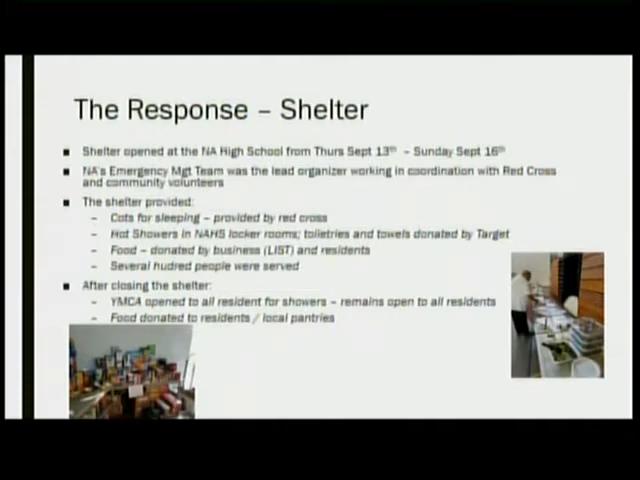 The Response – Shelter
Shelter opened at the NA High School from Thurs Sept 13th – Sunday Sept 16th
NA's Emergency Mgt Team was the lead organizer working in coordination with Red Cross
and community volunteers
The shelter provided:
– Cots for sleeping – provided by red cross
– Hot Showers in NAHS locker rooms; toiletries and towels donated by Target
– Food – donated by business (LIST) and residents
– Several hudred people were served
After closing the shelter:
– YMCA opened to all resident for showers – remains open to all residents
– Food donated to residents / local pantries